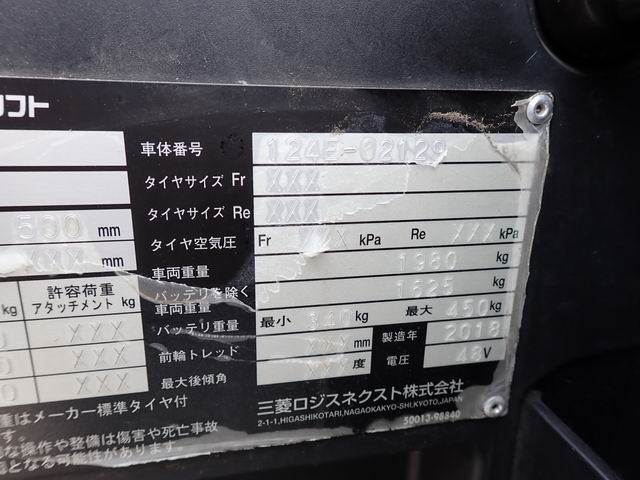 フト
車体番号 124E-02129
タイヤサイズ Fr XXX
タイヤサイズ Re XXX
500 mm
タイヤ空気圧 Fr XXX kPa Re XXX kPa
XXX mm
車両重量 1980 kg
バッテリを除く車両重量 1625 kg
許容荷重
アタッチメント kg
kg
バッテリ重量 最小 340 kg 最大 450 kg
0 XXX
前輪トレッド XXX mm 製造年 2018
0 XXX
最大後傾角 XXX 度 電圧 48 V
0 XXX
三菱ロジスネクスト株式会社
2-1-1,HIGASHIKOTARI,NAGAOKAKYO-SHI,KYOTO,JAPAN
50013-98840
重はメーカー標準タイヤ付
す。
な操作や整備は傷害や死亡事故
となる可能性があります。